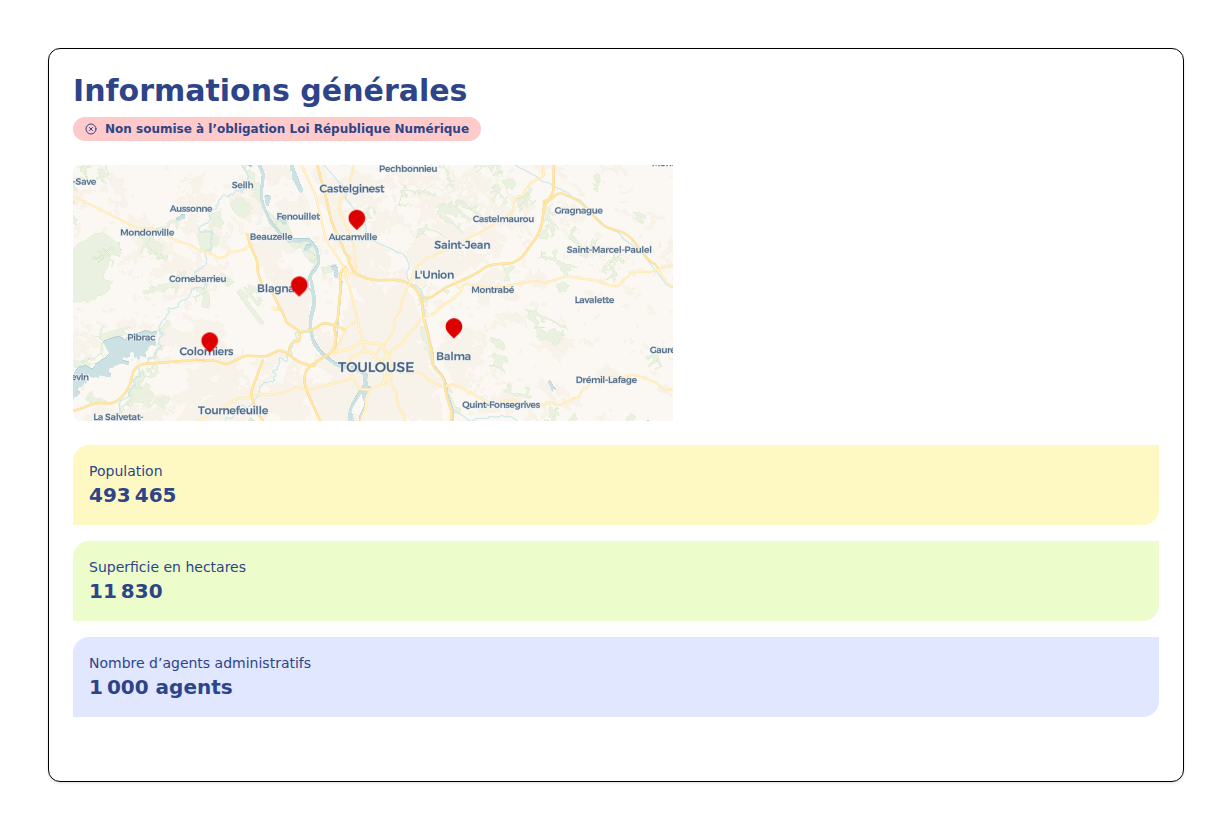 Informations générales
Non soumise à l’obligation Loi République Numérique
Pechbonnieu
-Save
Seilh
Castelginest
Aussonne
Gragnague
Fenouillet
Castelmaurou
Mondonville
Beauzelle
Aucamville
Saint-Jean
Saint-Marcel-Paulel
L'Union
Cornebarrieu
Blagna
Montrabé
Lavalette
Pibrac
Colomiers
Gaure
Balma
TOULOUSE
evin
Drémil-Lafage
Quint-Fonsegrives
Tournefeuille
La Salvetat-
Population
493 465
Superficie en hectares
11 830
Nombre d’agents administratifs
1 000 agents